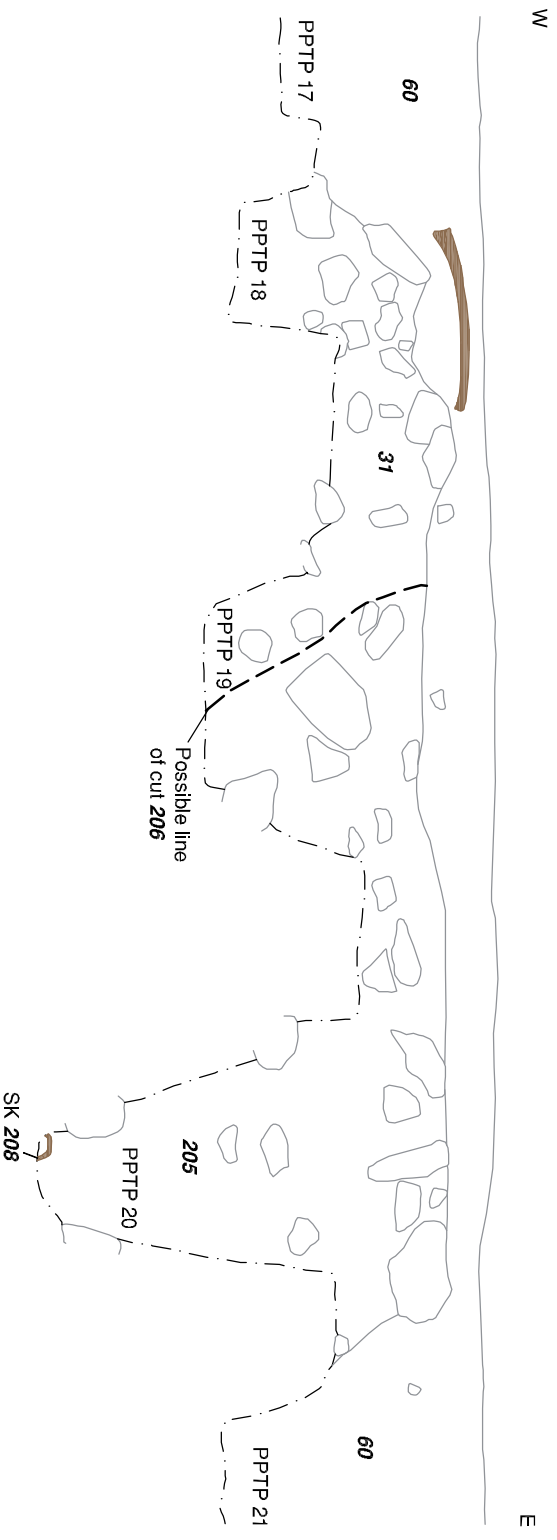 W
E
60
PPTP 17
PPTP 18
31
PPTP 19
Possible line
of cut 206
205
PPTP 20
SK 208
60
PPTP 21